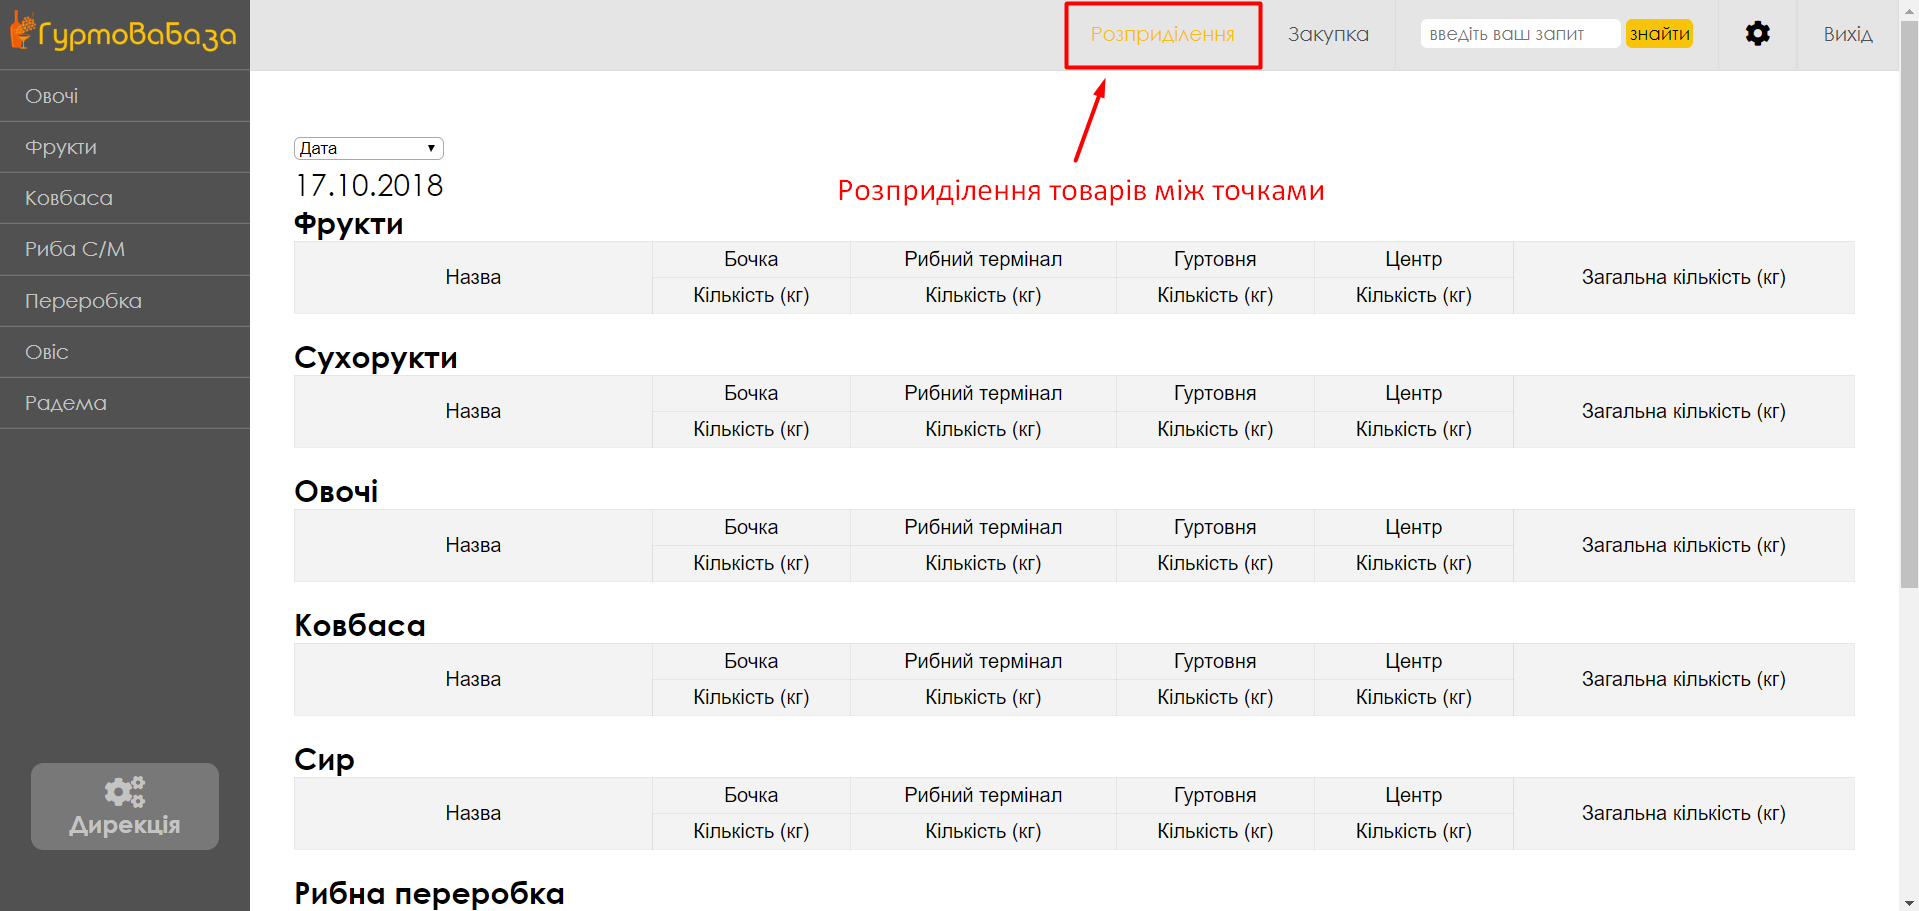 Гуртовабаза
Розприділення
Закупка
введіть ваш запит
знайти
Вихід
Овочі
Фрукти
Ковбаса
Риба С/М
Переробка
Овіс
Радема
Дирекція
Розприділення товарів між точками
Дата
17.10.2018
Фрукти
Назва Бочка Рибний термінал Гуртовня Центр Загальна кількість (кг)
Кількість (кг) Кількість (кг) Кількість (кг) Кількість (кг)
Сухорукти
Назва Бочка Рибний термінал Гуртовня Центр Загальна кількість (кг)
Кількість (кг) Кількість (кг) Кількість (кг) Кількість (кг)
Овочі
Назва Бочка Рибний термінал Гуртовня Центр Загальна кількість (кг)
Кількість (кг) Кількість (кг) Кількість (кг) Кількість (кг)
Ковбаса
Назва Бочка Рибний термінал Гуртовня Центр Загальна кількість (кг)
Кількість (кг) Кількість (кг) Кількість (кг) Кількість (кг)
Сир
Назва Бочка Рибний термінал Гуртовня Центр Загальна кількість (кг)
Кількість (кг) Кількість (кг) Кількість (кг) Кількість (кг)
Рибна переробка